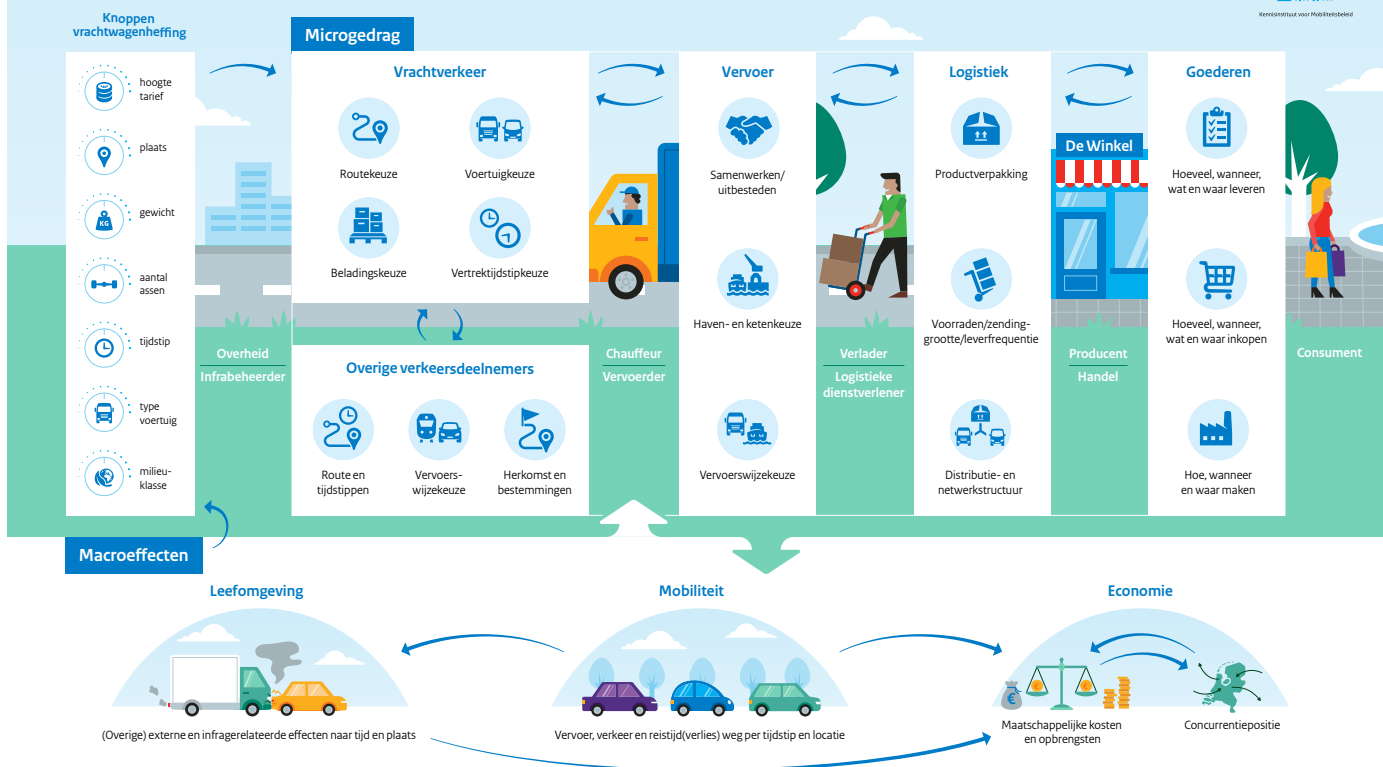 Kennisinstituut voor Mobiliteitsbeleid
Knoppen
vrachtwagenheffing
hoogte
tarief
plaats
gewicht
KG
aantal
assen
tijdstip
type
voertuig
milieu-
klasse
Overheid
Infrabeheerder
Microgedrag
Vrachtverkeer
Routekeuze
Voertuigkeuze
Beladingskeuze
Vertrektijdstipkeuze
Overige verkeersdeelnemers
Route en
tijdstippen
Vervoers-
wijzekeuze
Herkomst en
bestemmingen
Chauffeur
Vervoerder
Vervoer
Samenwerken/
uitbesteden
Haven- en ketenkeuze
Vervoerswijzekeuze
Verlader
Logistieke
dienstverlener
Logistiek
Productverpakking
Voorraden/zending-
grootte/leverfrequentie
Distributie- en
netwerkstructuur
De Winkel
Producent
Handel
Goederen
Hoeveel, wanneer,
wat en waar leveren
Hoeveel, wanneer,
wat en waar inkopen
Hoe, wanneer
en waar maken
Consument
Macroeffecten
Leefomgeving
(Overige) externe en infragerelateerde effecten naar tijd en plaats
Mobiliteit
Vervoer, verkeer en reistijd(verlies) weg per tijdstip en locatie
Economie
€
€
€
Maatschappelijke kosten
en opbrengsten
Concurrentiepositie